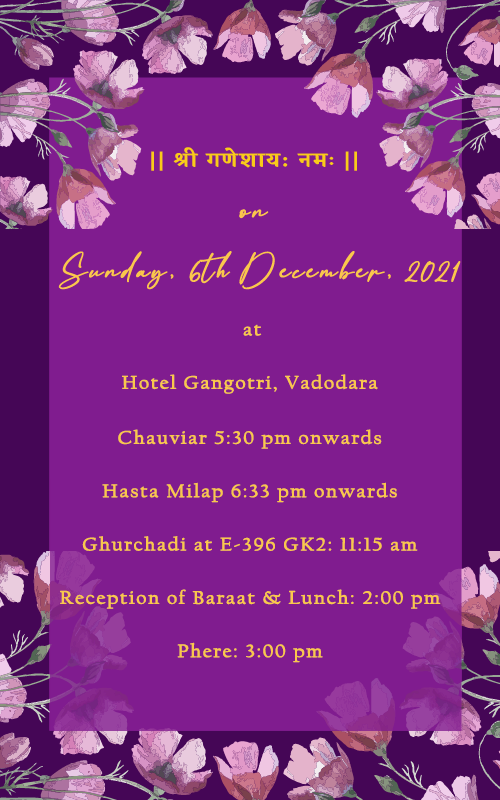 || श्री गणेशाय: नम: ||
on
Sunday, 6th December, 2021
at
Hotel Gangotri, Vadodara
Chauviar 5:30 pm onwards
Hasta Milap 6:33 pm onwards
Ghurchadi at E-396 GK2: 11:15 am
Reception of Baraat & Lunch: 2:00 pm
Phere: 3:00 pm